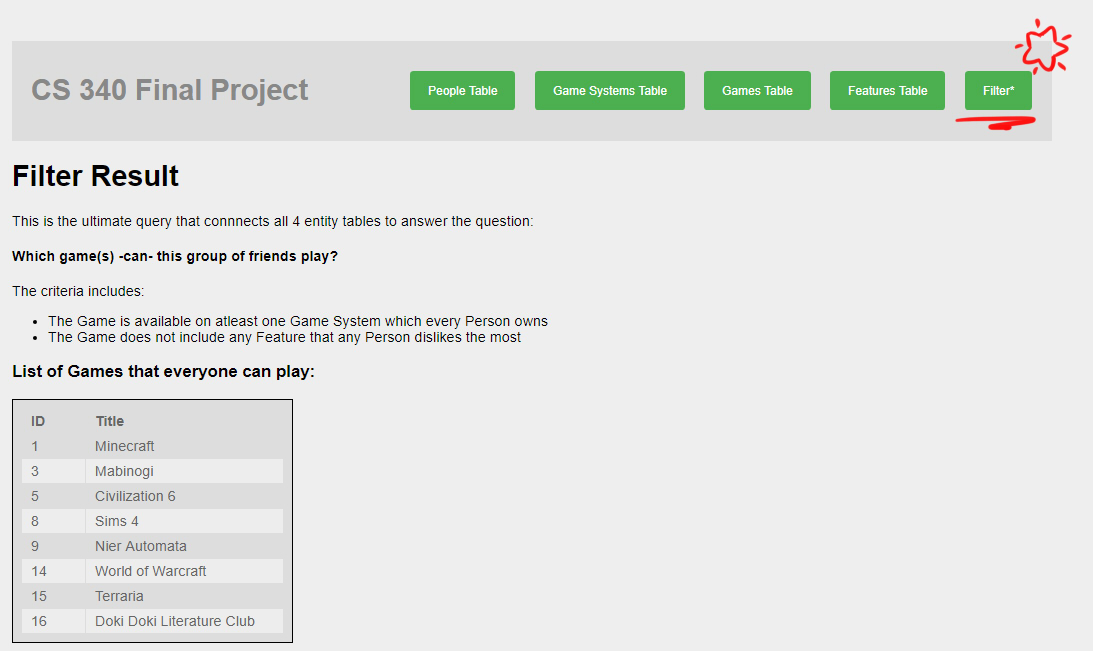 CS 340 Final Project
People Table
Game Systems Table
Games Table
Features Table
Filter*
Filter Result
This is the ultimate query that connnects all 4 entity tables to answer the question:
Which game(s) -can- this group of friends play?
The criteria includes:
• The Game is available on atleast one Game System which every Person owns
• The Game does not include any Feature that any Person dislikes the most
List of Games that everyone can play:
ID Title
1 Minecraft
3 Mabinogi
5 Civilization 6
8 Sims 4
9 Nier Automata
14 World of Warcraft
15 Terraria
16 Doki Doki Literature Club